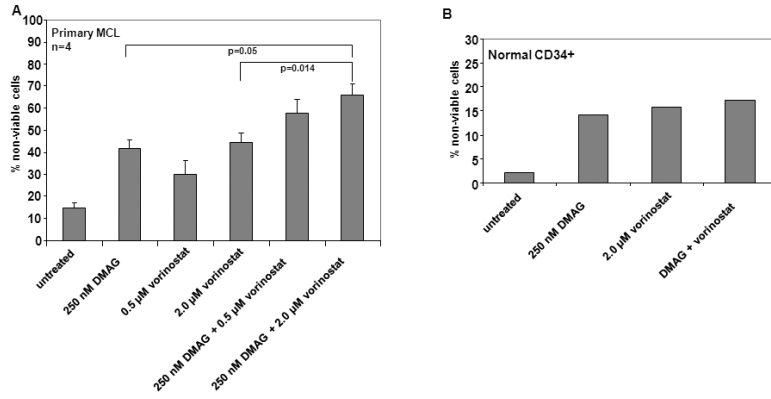 A
Primary MCL
n=4
p=0.05
p=0.014
% non-viable cells
100
90
80
70
60
50
40
30
20
10
0
untreated
250 nM DMAG
0.5 µM vorinostat
2.0 µM vorinostat
250 nM DMAG + 0.5 µM vorinostat
250 nM DMAG + 2.0 µM vorinostat
B
Normal CD34+
% non-viable cells
30
25
20
15
10
5
0
untreated
250 nM DMAG
2.0 µM vorinostat
DMAG + vorinostat